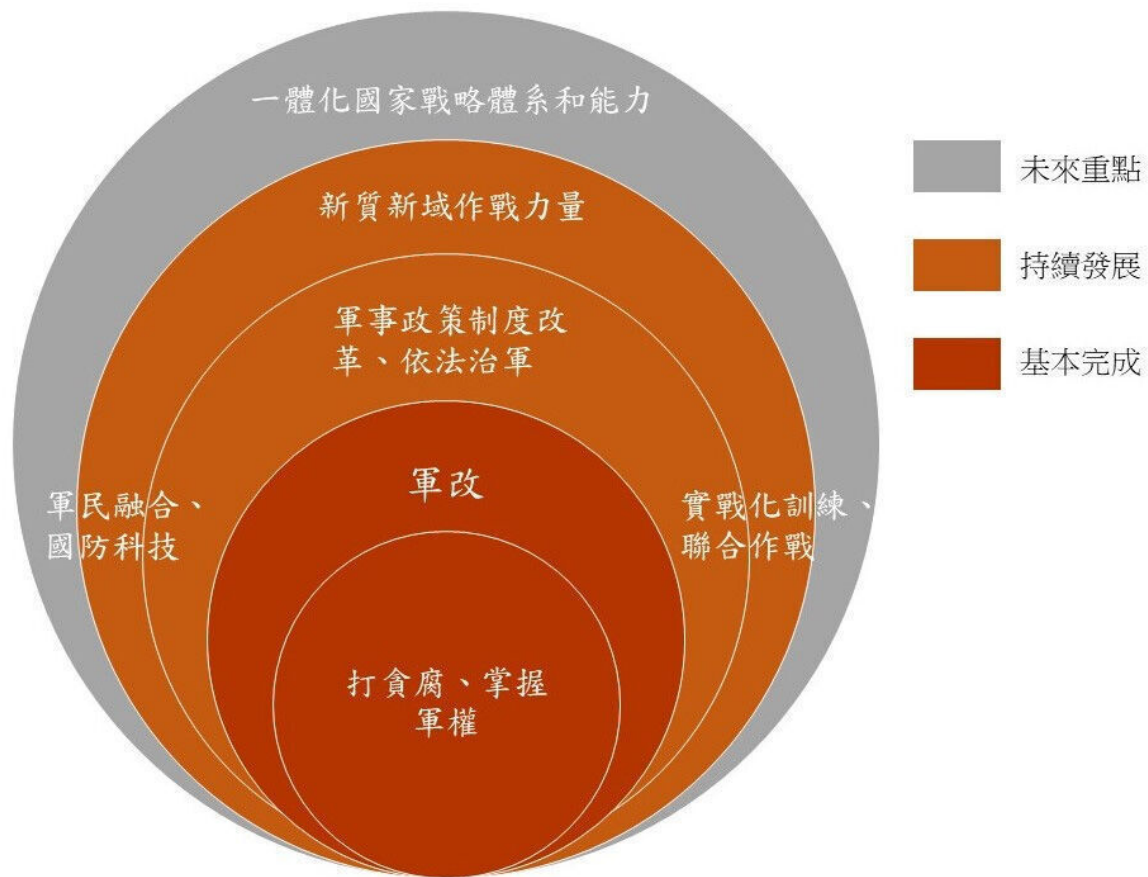 一體化國家戰略體系和能力
新質新域作戰力量
軍事政策制度改
革、依法治軍
軍改
軍民融合、
國防科技
實戰化訓練、
聯合作戰
打貪腐、掌握
軍權
未來重點
持續發展
基本完成